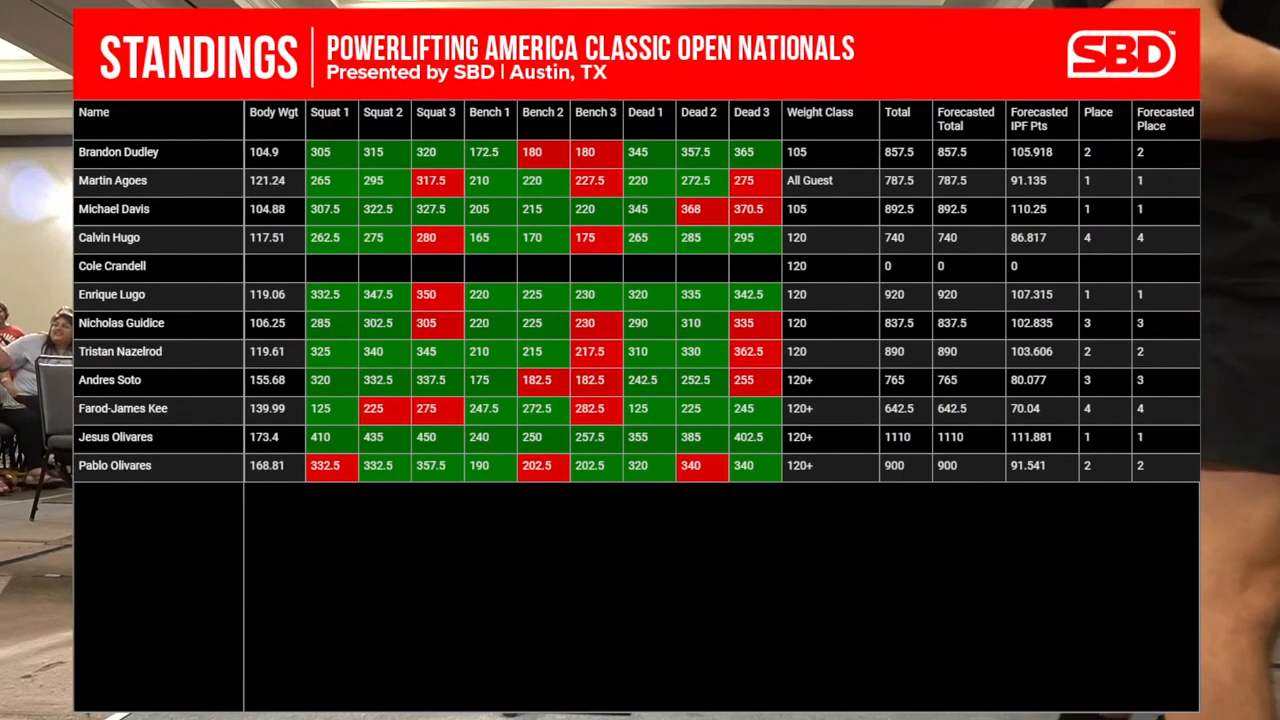 STANDINGS
POWERLIFTING AMERICA CLASSIC OPEN NATIONALS
Presented by SBD | Austin, TX
SBD™
Name Body Wgt Squat 1 Squat 2 Squat 3 Bench 1 Bench 2 Bench 3 Dead 1 Dead 2 Dead 3 Weight Class Total Forecasted Total Forecasted IPF Pts Place Forecasted Place
Brandon Dudley 104.9 305 315 320 172.5 180 180 345 357.5 365 105 857.5 857.5 105.918 2 2
Martin Agoes 121.24 265 295 317.5 210 220 227.5 220 272.5 275 All Guest 787.5 787.5 91.135 1 1
Michael Davis 104.88 307.5 322.5 327.5 205 215 220 345 368 370.5 105 892.5 892.5 110.25 1 1
Calvin Hugo 117.51 262.5 275 280 165 170 175 265 285 295 120 740 740 86.817 4 4
Cole Crandell 120 0 0 0
Enrique Lugo 119.06 332.5 347.5 350 220 225 230 320 335 342.5 120 920 920 107.315 1 1
Nicholas Guidice 106.25 285 302.5 305 220 225 230 290 310 335 120 837.5 837.5 102.835 3 3
Tristan Nazelrod 119.61 325 340 345 210 215 217.5 310 330 362.5 120 890 890 103.606 2 2
Andres Soto 155.68 320 332.5 337.5 175 182.5 182.5 242.5 252.5 255 120+ 765 765 80.077 3 3
Farod-James Kee 139.99 125 225 275 247.5 272.5 282.5 125 225 245 120+ 642.5 642.5 70.04 4 4
Jesus Olivares 173.4 410 435 450 240 250 257.5 355 385 402.5 120+ 1110 1110 111.881 1 1
Pablo Olivares 168.81 332.5 332.5 357.5 190 202.5 202.5 320 340 340 120+ 900 900 91.541 2 2